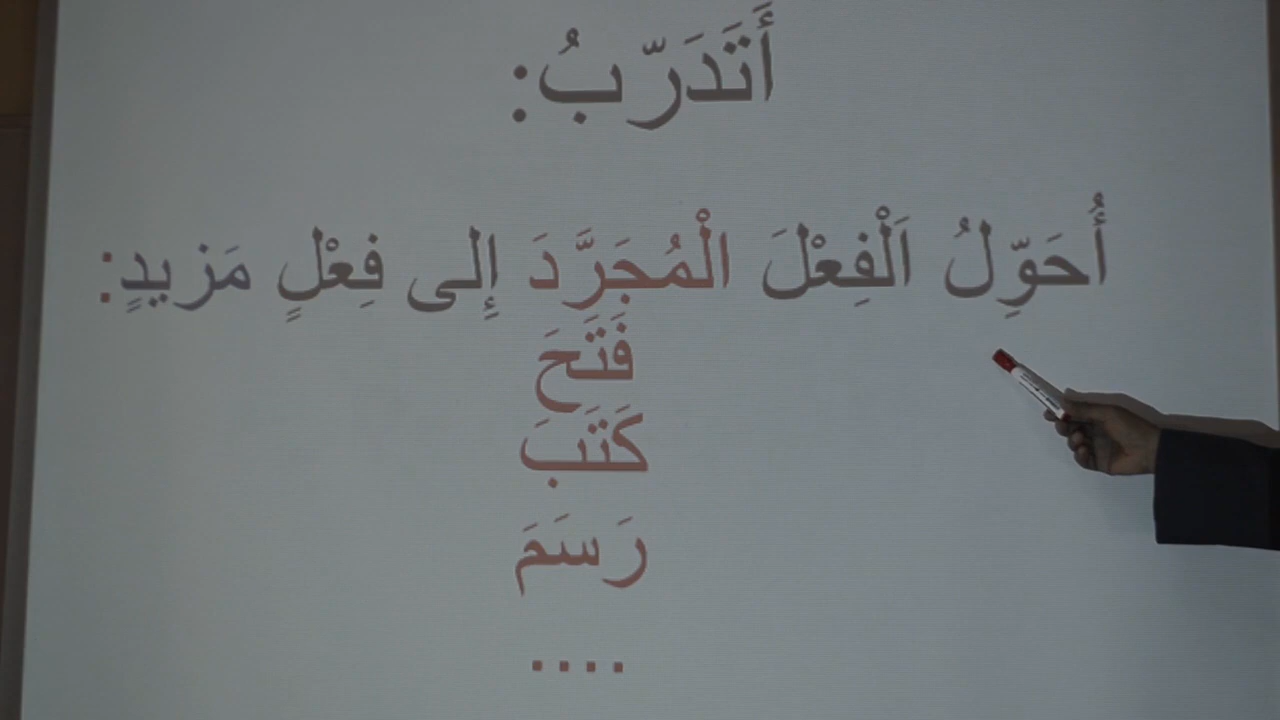 أَتَدَرَّبُ:
أُحَوِّلُ اَلْفِعْلَ الْمُجَرَّدَ إِلى فِعْلٍ مَزيدٍ:
فَتَحَ
كَتَبَ
رَسَمَ
....